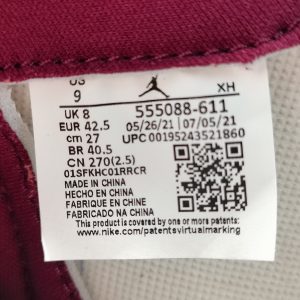 US XH
9
UK 8 555088-611
EUR 42.5 05/26/21 07/05/21
cm 27 UPC 00195243521860
BR 40.5
CN 270(2.5)
01SFKHC01RRCR
MADE IN CHINA
HECHO EN CHINA
FABRIQUE EN CHINE
FABRICADO NA CHINA
This product is covered by one or more of:
www.nike.com/patentsvirtualmarking